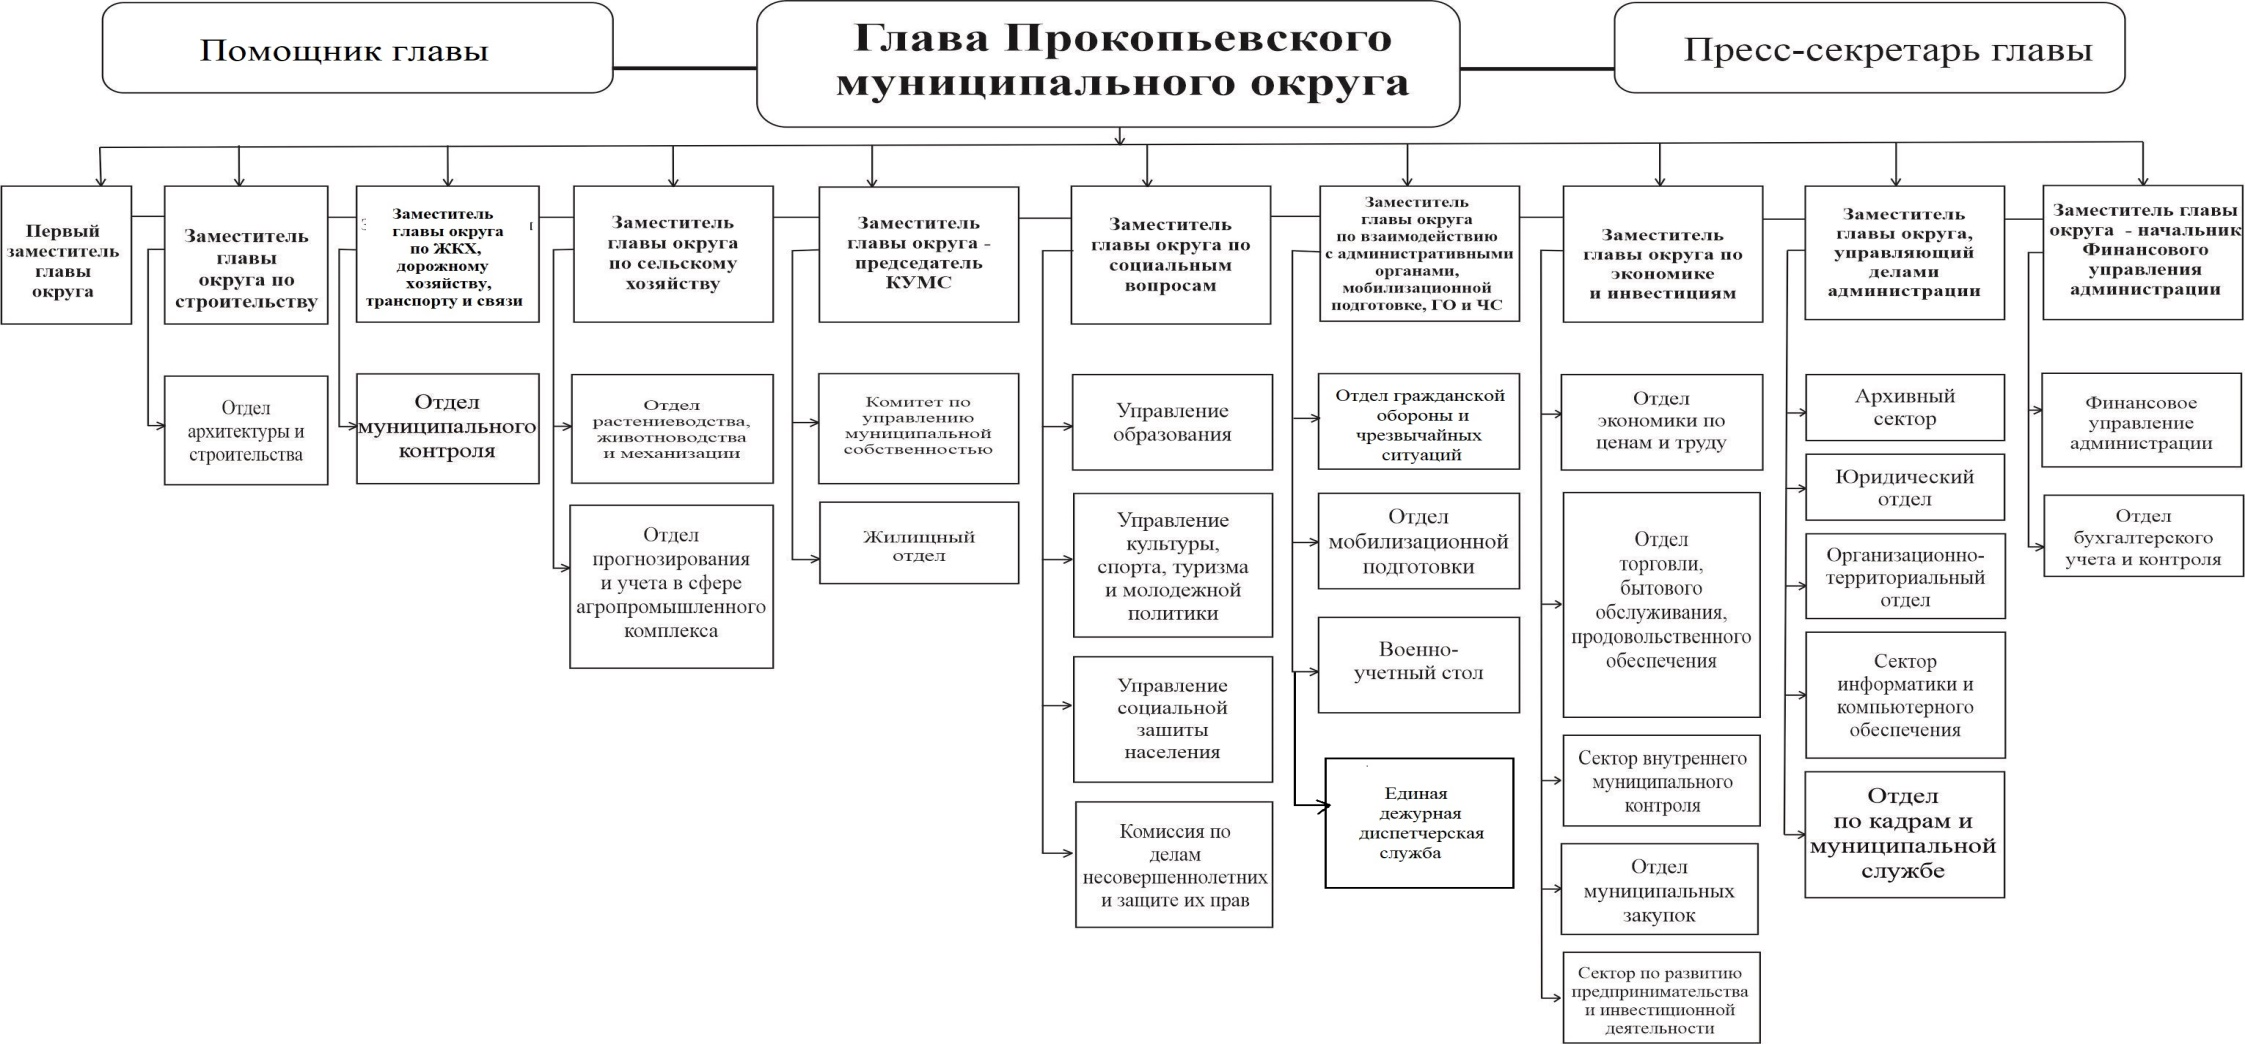 Помощник главы
Глава Прокопьевского
муниципального округа
Пресс-секретарь главы
Первый
заместитель
главы
округа
Заместитель
главы
округа по
строительству
Заместитель
главы округа
по ЖКХ,
дорожному
хозяйству,
транспорту и связи
Заместитель
главы округа
по сельскому
хозяйству
Заместитель
главы округа -
председатель
КУМС
Заместитель
главы округа по
социальным
вопросам
Заместитель
главы округа
по взаимодействию
с административными
органами,
мобилизационной
подготовке, ГО и ЧС
Заместитель
главы округа по
экономике
и инвестициям
Заместитель
главы округа,
управляющий
делами
администрации
Заместитель главы
округа - начальник
Финансового
управления
администрации
Отдел
архитектуры и
строительства
Отдел
муниципального
контроля
Отдел
растениеводства,
животноводства
и механизации
Отдел
прогнозирования
и учета в сфере
агропромышленного
комплекса
Комитет по
управлению
муниципальной
собственностью
Жилищный
отдел
Управление
образования
Управление
культуры,
спорта, туризма
и молодежной
политики
Управление
социальной
зашиты
населения
Комиссия по
делам
несовершеннолетних
и защите их прав
Отдел гражданской
обороны и
чрезвычайных
ситуаций
Отдел
мобилизационной
подготовки
Военно-
учетный стол
Единая
дежурная
диспетчерская
служба
Отдел
экономики по
ценам и труду
Отдел
торговли,
бытового
обслуживания,
продовольственного
обеспечения
Сектор внутреннего
муниципального
контроля
Отдел
муниципальных
закупок
Сектор по развитию
предпринимательства
и инвестиционной
деятельности
Архивный
сектор
Юридический
отдел
Организационно-
территориальный
отдел
Сектор
информатики и
компьютерного
обеспечения
Отдел
по кадрам и
муниципальной
службе
Финансовое
управление
администрации
Отдел
бухгалтерского
учета и контроля